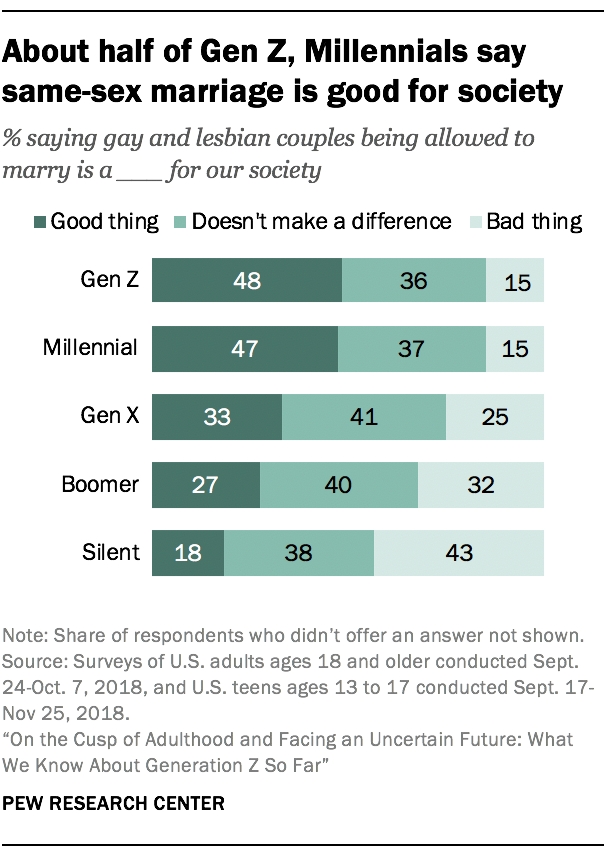 About half of Gen Z, Millennials say
same-sex marriage is good for society
% saying gay and lesbian couples being allowed to
marry is a ___ for our society
Good thing Doesn't make a difference Bad thing
Gen Z 48 36 15
Millennial 47 37 15
Gen X 33 41 25
Boomer 27 40 32
Silent 18 38 43
Note: Share of respondents who didn’t offer an answer not shown.
Source: Surveys of U.S. adults ages 18 and older conducted Sept.
24-Oct. 7, 2018, and U.S. teens ages 13 to 17 conducted Sept. 17-
Nov 25, 2018.
“On the Cusp of Adulthood and Facing an Uncertain Future: What
We Know About Generation Z So Far”
PEW RESEARCH CENTER